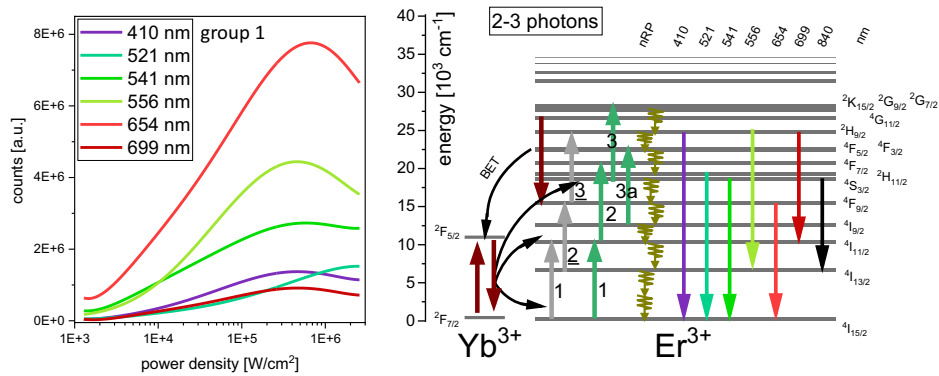 group 1
410 nm
521 nm
541 nm
556 nm
654 nm
699 nm
8E+6
6E+6
4E+6
2E+6
0E+0
counts [a.u.]
1E+3
1E+4
1E+5
1E+6
power density [W/cm²]
2-3 photons
energy [10³ cm⁻¹]
40
35
30
25
20
15
10
5
0
nRP
410
521
541
556
654
699
840
nm
²K₁₅/₂ ²G₉/₂ ²G₇/₂
⁴G₁₁/₂
²H₉/₂
⁴F₅/₂ ⁴F₃/₂
⁴F₇/₂
²H₁₁/₂
⁴S₃/₂
⁴F₉/₂
⁴I₉/₂
⁴I₁₁/₂
⁴I₁₃/₂
⁴I₁₅/₂
BET
²F₅/₂
²F₇/₂
3
3
3a
2
2
1
1
Yb³⁺
Er³⁺